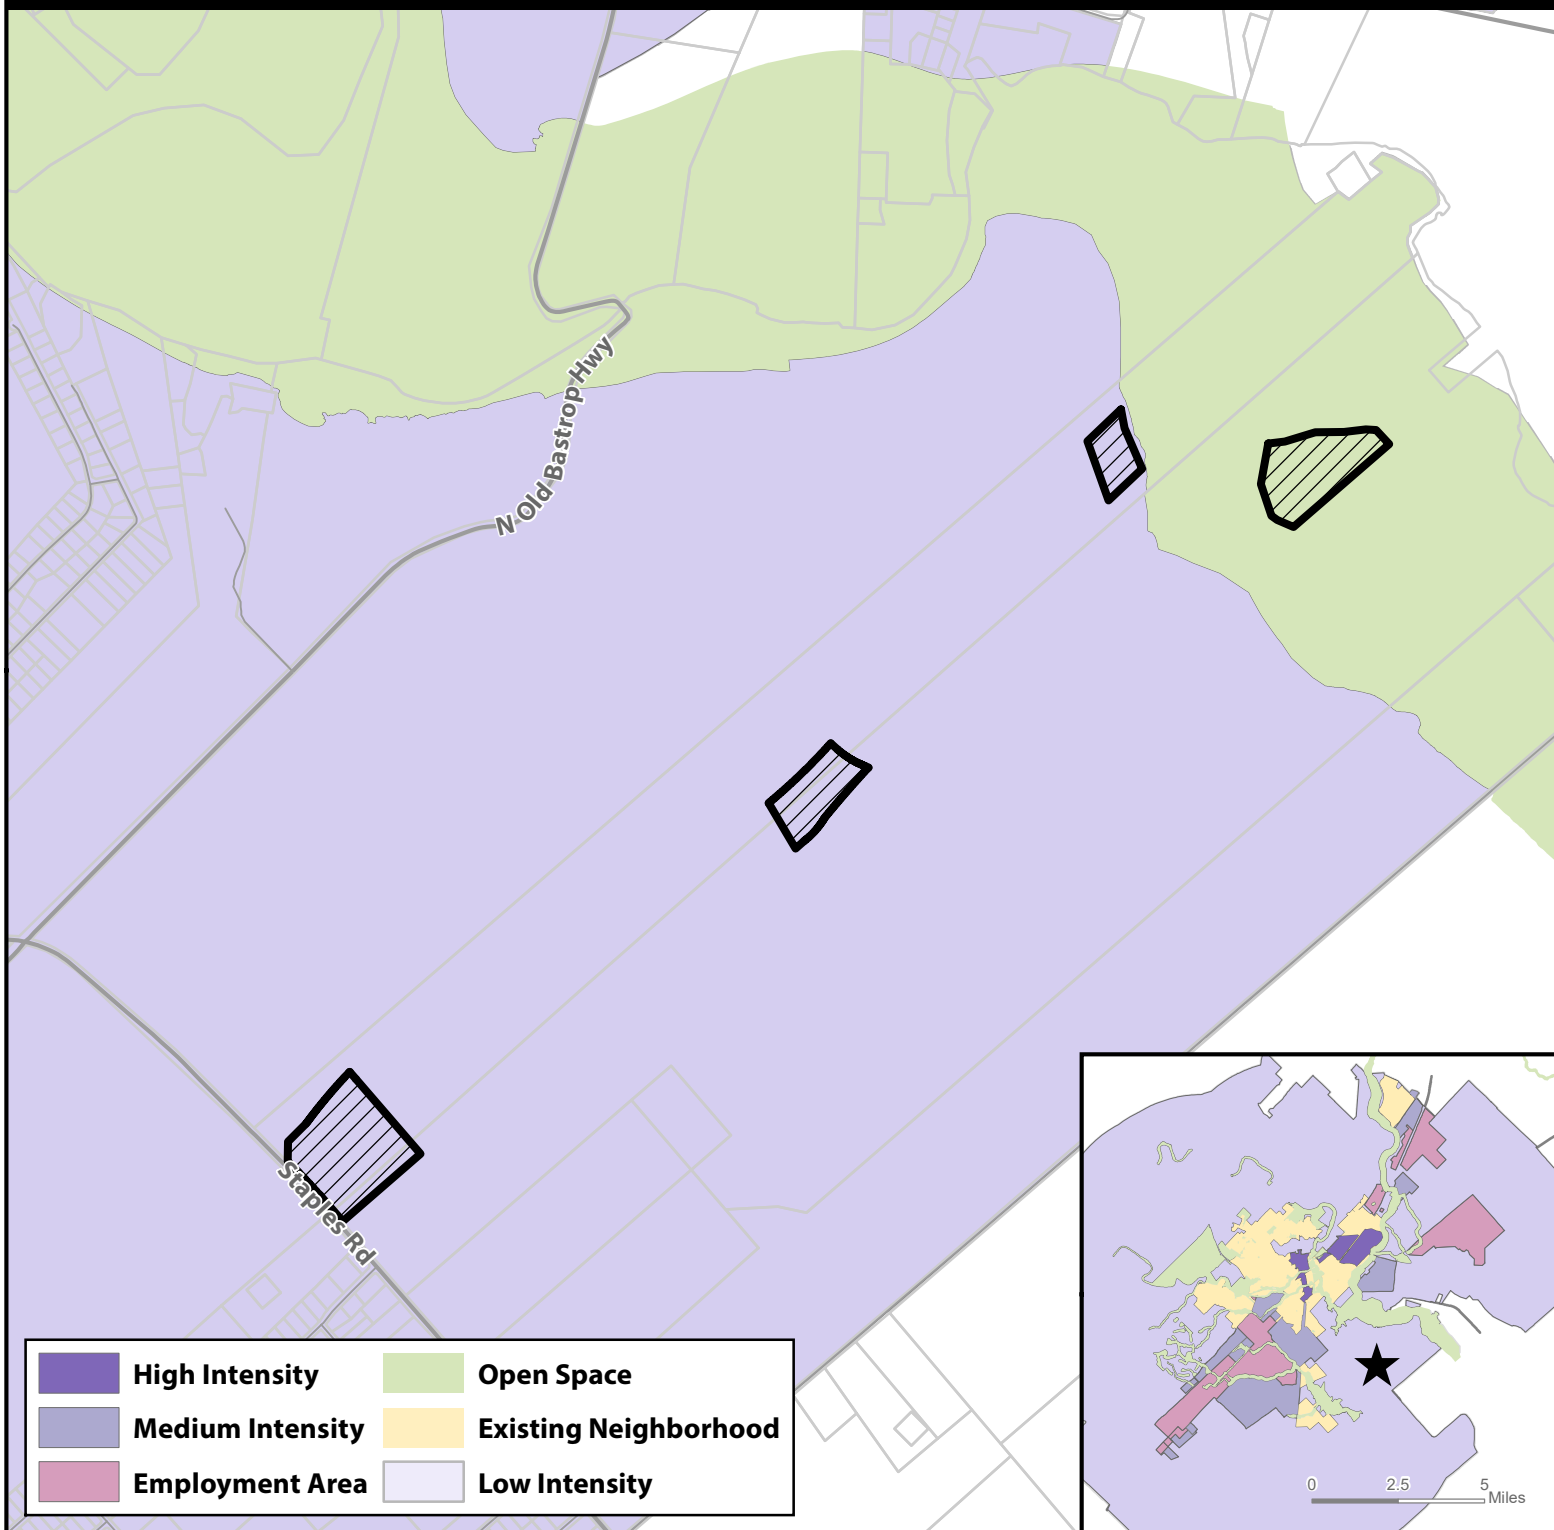 N Old Bastrop Hwy
Staples Rd
High Intensity
Medium Intensity
Employment Area
Open Space
Existing Neighborhood
Low Intensity
0 2.5 5
Miles